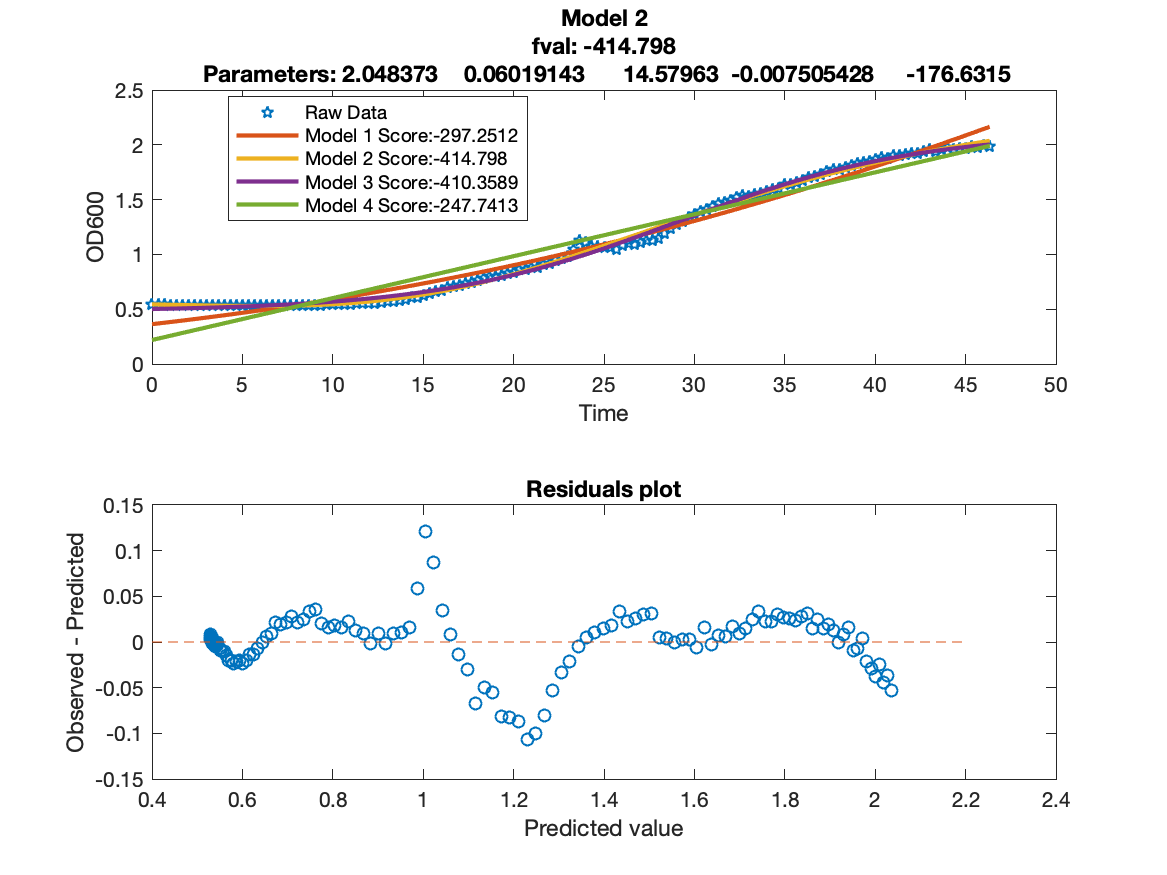 Model 2
fval: -414.798
Parameters: 2.048373 0.06019143 14.57963 -0.007505428 -176.6315
2.5
2
1.5
1
0.5
0
OD600
Raw Data
Model 1 Score:-297.2512
Model 2 Score:-414.798
Model 3 Score:-410.3589
Model 4 Score:-247.7413
0 5 10 15 20 25 30 35 40 45 50
Time
Residuals plot
0.15
0.1
0.05
0
-0.05
-0.1
-0.15
Observed - Predicted
0.4 0.6 0.8 1 1.2 1.4 1.6 1.8 2 2.2 2.4
Predicted value